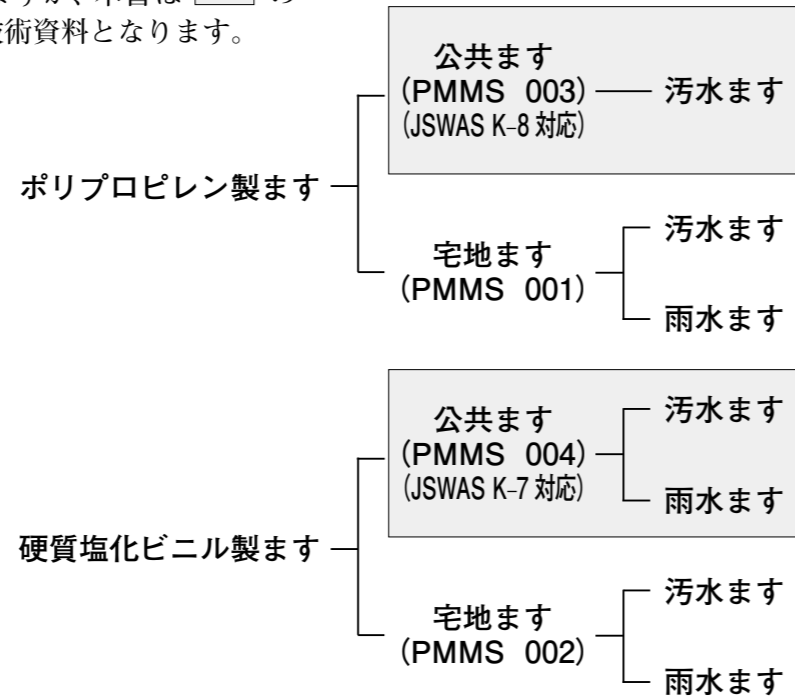 術資料となります。
公共ます
(PMMS 003)
(JSWAS K-8 対応)
汚水ます
ポリプロピレン製ます
宅地ます
(PMMS 001)
汚水ます
雨水ます
公共ます
(PMMS 004)
(JSWAS K-7 対応)
汚水ます
雨水ます
硬質塩化ビニル製ます
宅地ます
(PMMS 002)
汚水ます
雨水ます